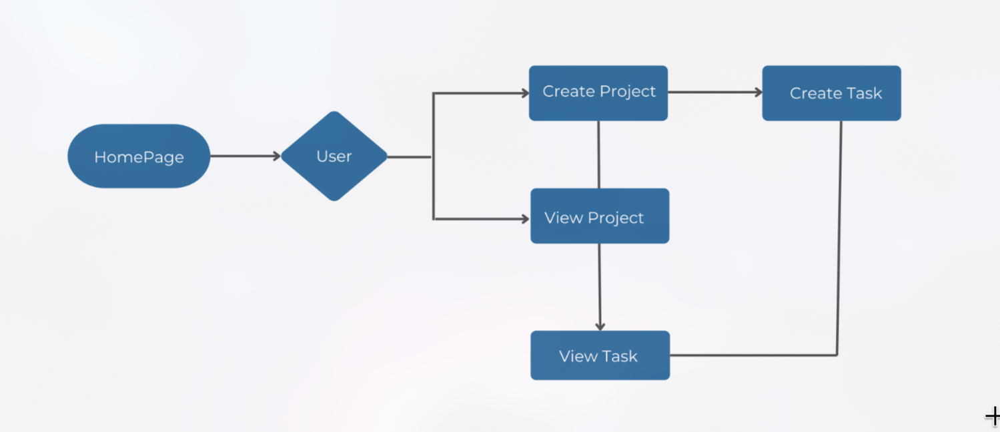 HomePage
User
Create Project
Create Task
View Project
View Task